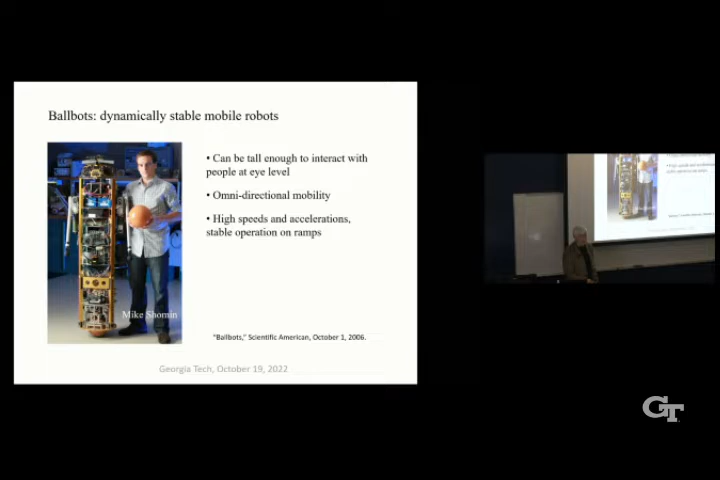 Ballbots: dynamically stable mobile robots
• Can be tall enough to interact with
people at eye level
• Omni-directional mobility
• High speeds and accelerations,
stable operation on ramps
Mike Shomin
"Ballbots," Scientific American, October 1, 2006.
Georgia Tech, October 19, 2022
GT